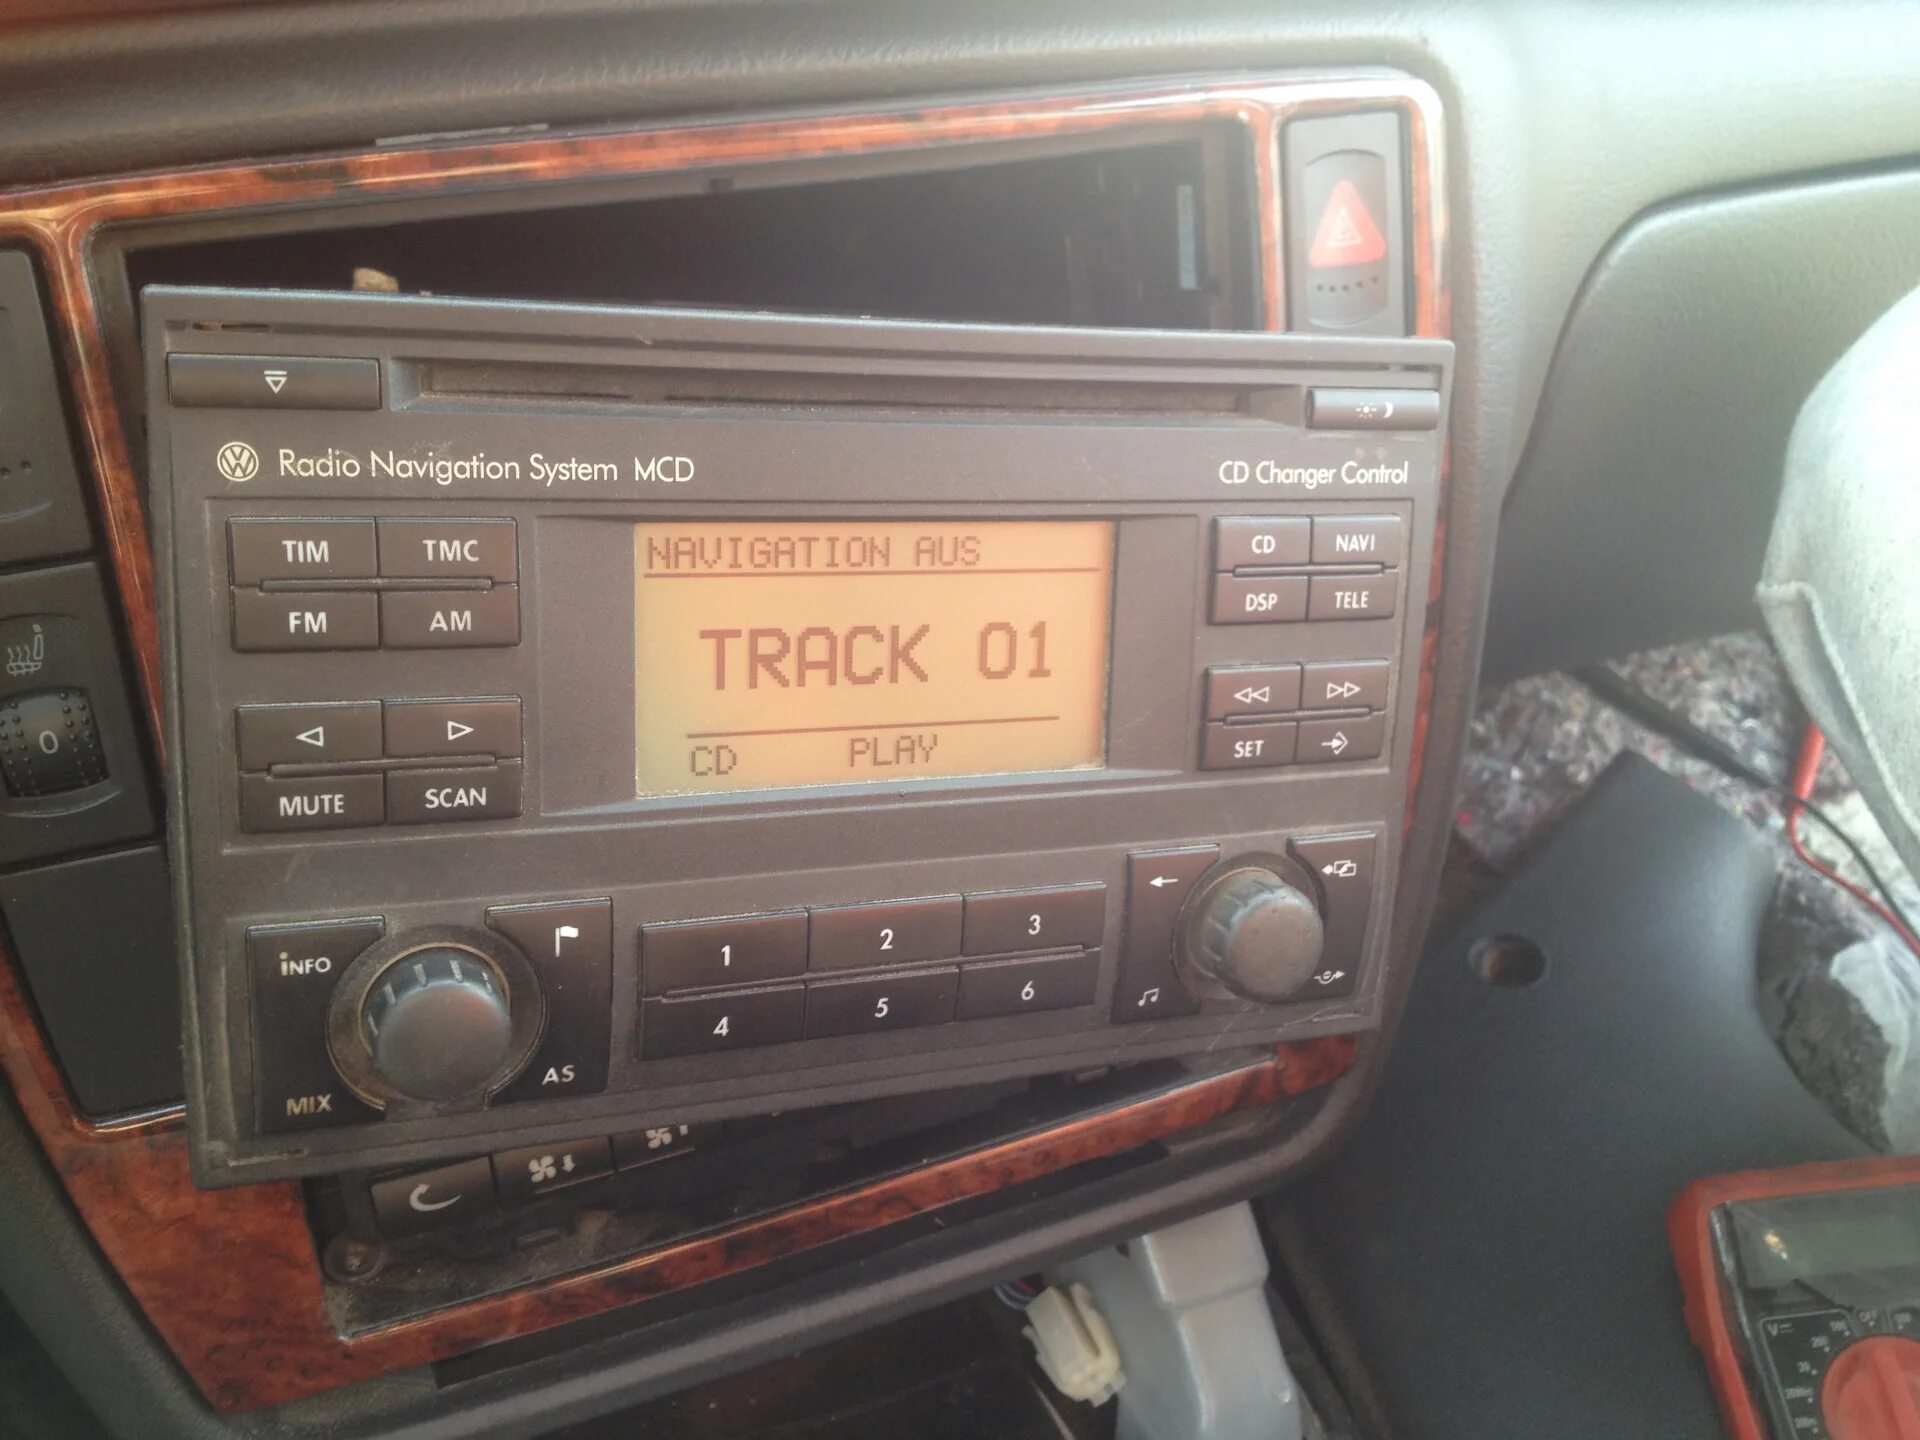 Radio Navigation System MCD
CD Changer Control
TIM TMC
FM AM
NAVIGATION AUS
TRACK 01
CD PLAY
CD NAVI
DSP TELE
SET
MUTE SCAN
INFO
MIX
AS
1 2 3
4 5 6
0